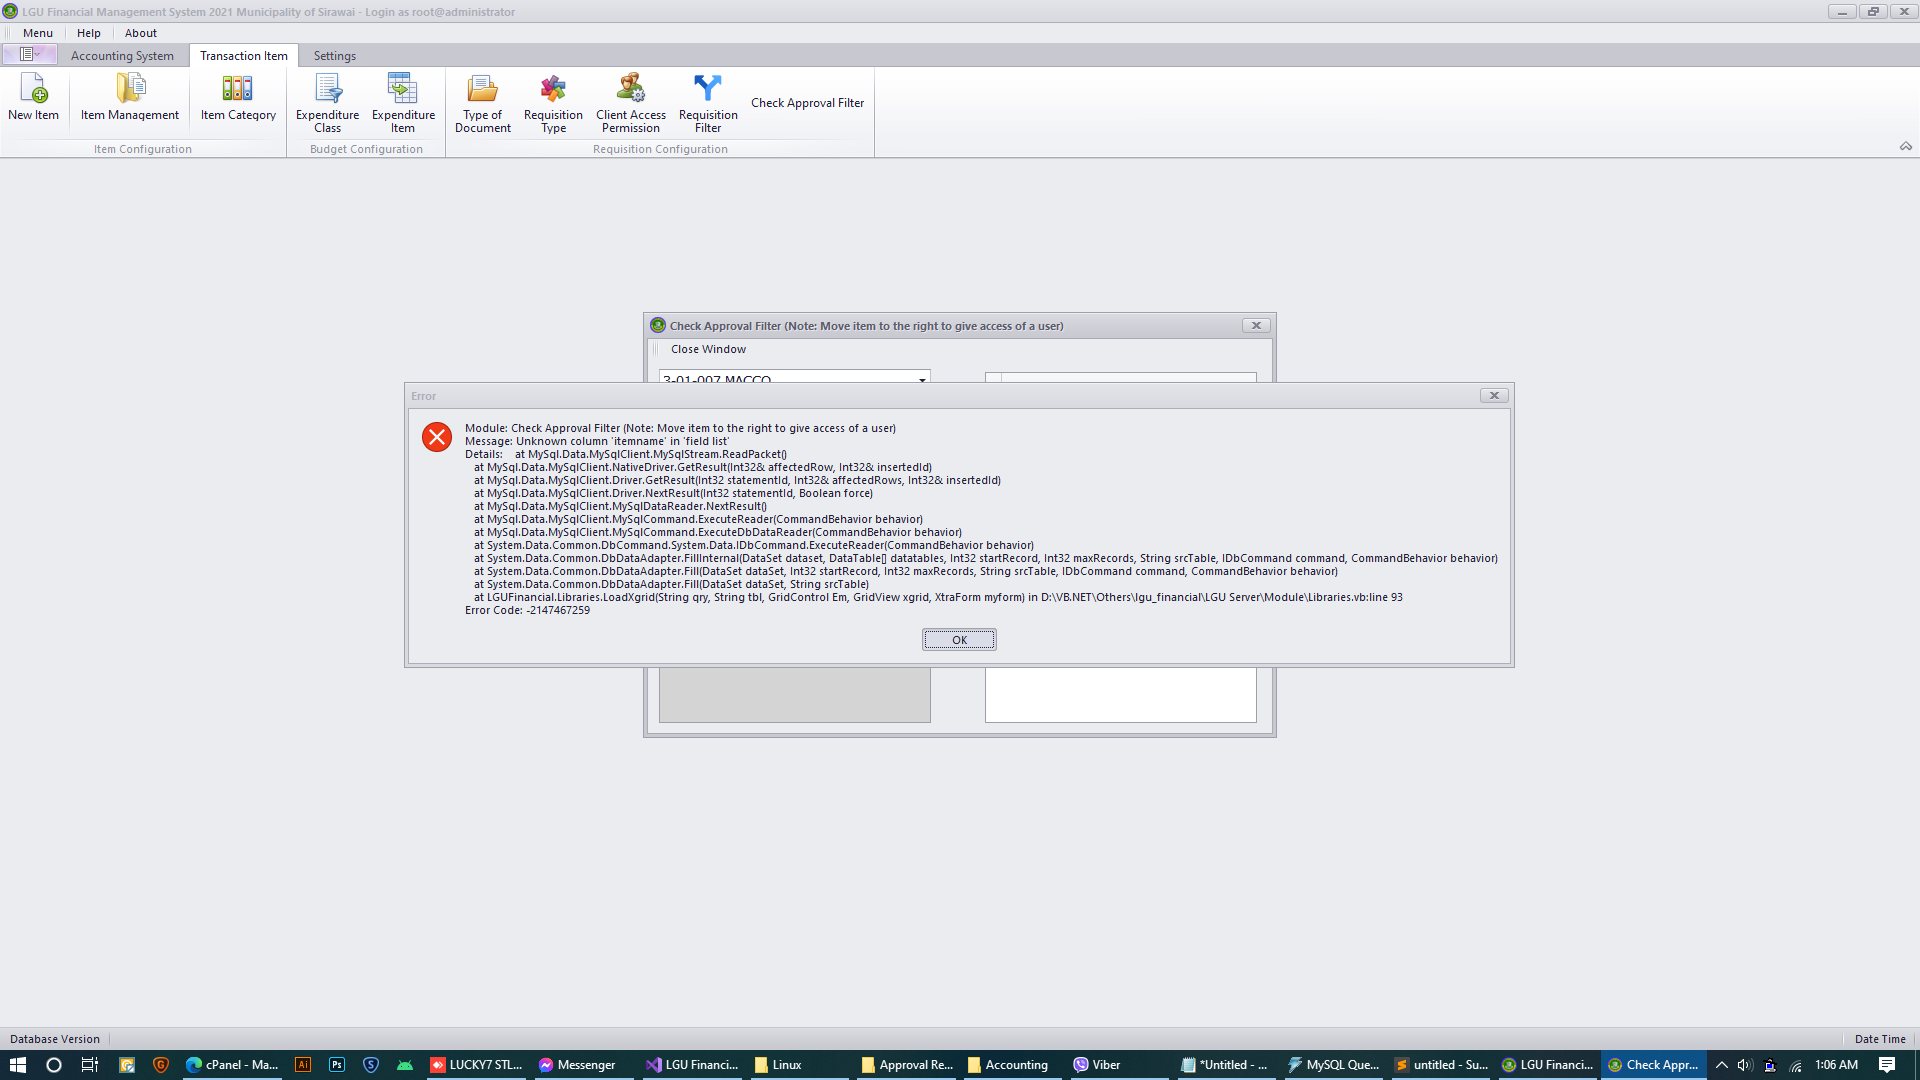 LGU Financial Management System 2021 Municipality of Sirawai - Login as root@administrator
Menu Help About
Accounting System Transaction Item Settings
New Item Item Management Item Category Expenditure Class Expenditure Item Type of Document Requisition Type Client Access Permission Requisition Filter Check Approval Filter
Item Configuration Budget Configuration Requisition Configuration
Check Approval Filter (Note: Move item to the right to give access of a user)
Close Window
3-01-007 MACCO
Error
Module: Check Approval Filter (Note: Move item to the right to give access of a user)
Message: Unknown column 'itemname' in 'field list'
Details:    at MySql.Data.MySqlClient.MySqlStream.ReadPacket()
at MySql.Data.MySqlClient.NativeDriver.GetResult(Int32& affectedRow, Int32& insertedId)
at MySql.Data.MySqlClient.Driver.GetResult(Int32 statementId, Int32& affectedRows, Int32& insertedId)
at MySql.Data.MySqlClient.Driver.NextResult(Int32 statementId, Boolean force)
at MySql.Data.MySqlClient.MySqlDataReader.NextResult()
at MySql.Data.MySqlClient.MySqlCommand.ExecuteReader(CommandBehavior behavior)
at MySql.Data.MySqlClient.MySqlCommand.ExecuteDbDataReader(CommandBehavior behavior)
at System.Data.Common.DbCommand.System.Data.IDbCommand.ExecuteReader(CommandBehavior behavior)
at System.Data.Common.DbDataAdapter.FillInternal(DataSet dataset, DataTable[] datatables, Int32 startRecord, Int32 maxRecords, String srcTable, IDbCommand command, CommandBehavior behavior)
at System.Data.Common.DbDataAdapter.Fill(DataSet dataSet, Int32 startRecord, Int32 maxRecords, String srcTable, IDbCommand command, CommandBehavior behavior)
at System.Data.Common.DbDataAdapter.Fill(DataSet dataSet, String srcTable)
at LGUFinancial.Libraries.LoadXgrid(String qry, String tbl, GridControl Em, GridView xgrid, XtraForm myform) in D:\VB.NET\Others\lgu_financial\LGU Server\Module\Libraries.vb:line 93
Error Code: -2147467259
OK
Database Version Date Time
cPanel - Ma... Ai Ps LUCKY7 STL... Messenger LGU Financi... Linux Approval Re... Accounting Viber *Untitled - ... MySQL Que... untitled - Su... LGU Financi... Check Appr... 1:06 AM